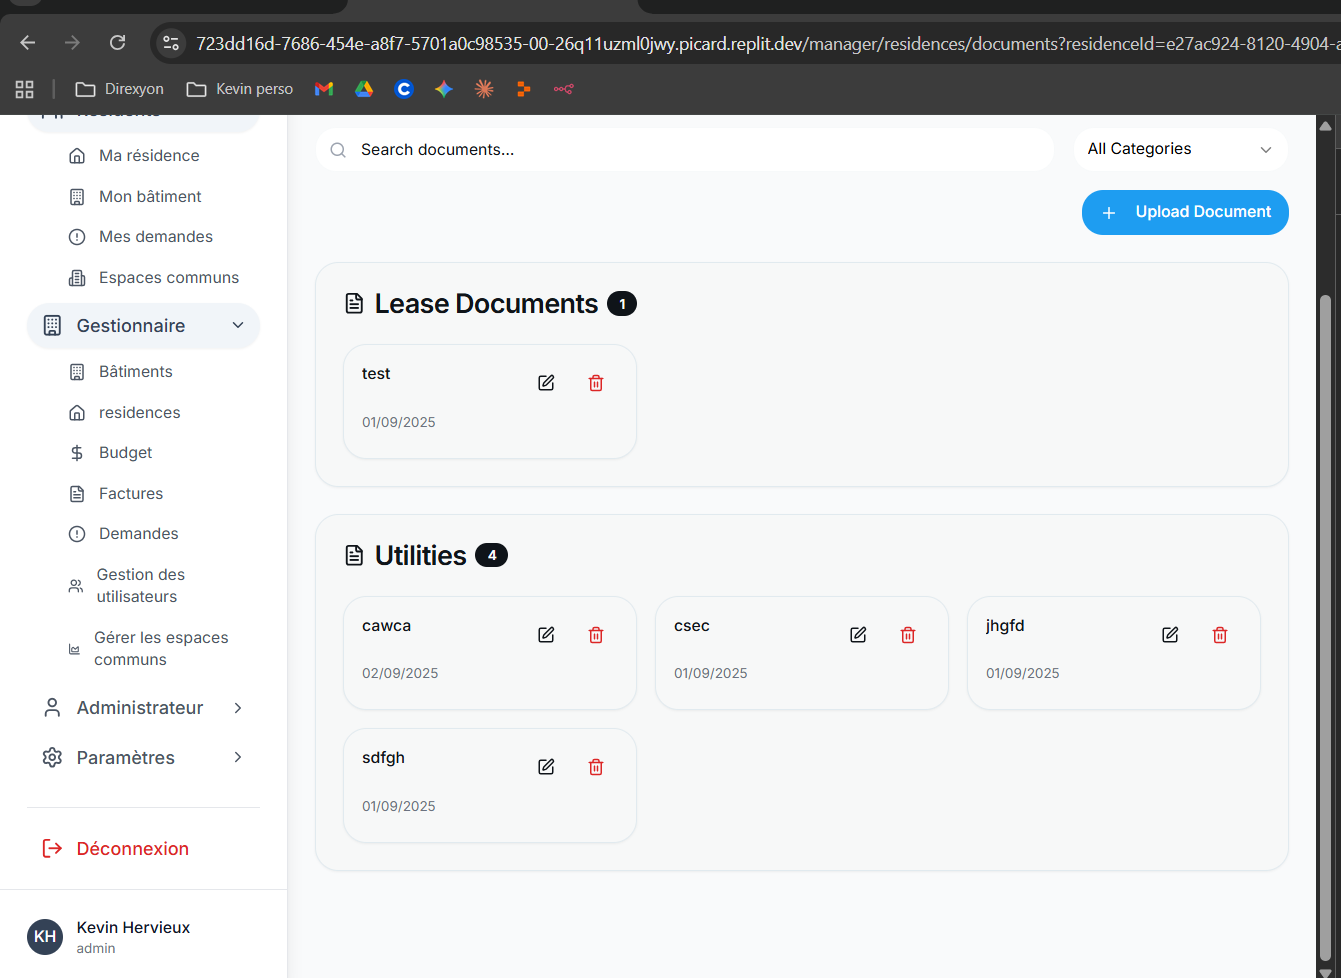 723dd16d-7686-454e-a8f7-5701a0c98535-00-26q11uzml0jwy.picard.replit.dev/manager/residences/documents?residenceId=e27ac924-8120-4904-a
Direxyon
Kevin perso
Ma résidence
Mon bâtiment
Mes demandes
Espaces communs
Gestionnaire
Bâtiments
residences
Budget
Factures
Demandes
Gestion des
utilisateurs
Gérer les espaces
communs
Administrateur
Paramètres
Déconnexion
KH
Kevin Hervieux
admin
Search documents...
All Categories
+ Upload Document
Lease Documents 1
test
01/09/2025
Utilities 4
cawca
02/09/2025
csec
01/09/2025
jhgfd
01/09/2025
sdfgh
01/09/2025